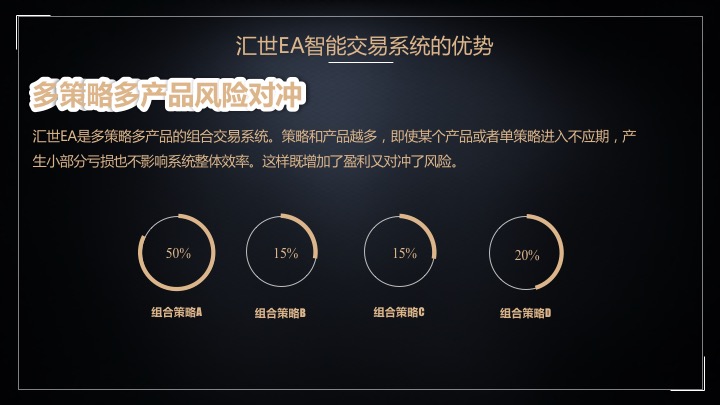 汇世EA智能交易系统的优势
多策略多产品风险对冲
汇世EA是多策略多产品的组合交易系统。策略和产品越多，即使某个产品或者单策略进入不应期，产
生小部分亏损也不影响系统整体效率。这样既增加了盈利又对冲了风险。
50%
15%
15%
20%
组合策略A
组合策略B
组合策略C
组合策略D